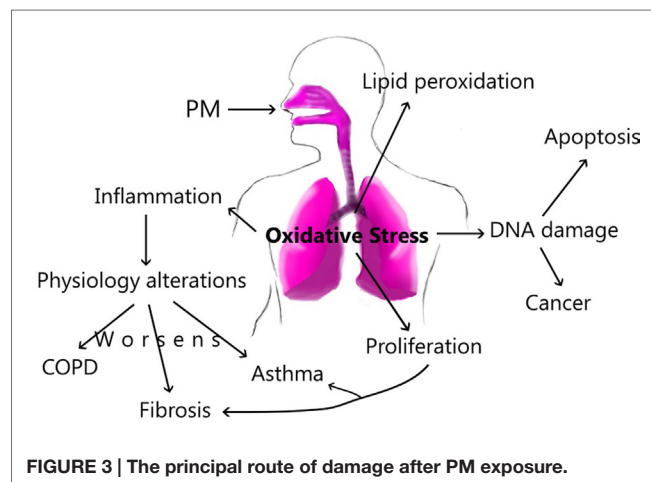 Lipid peroxidation
PM
Apoptosis
Inflammation
Oxidative Stress
DNA damage
Physiology alterations
Cancer
Worsens
Proliferation
COPD
Asthma
Fibrosis
FIGURE 3 | The principal route of damage after PM exposure.